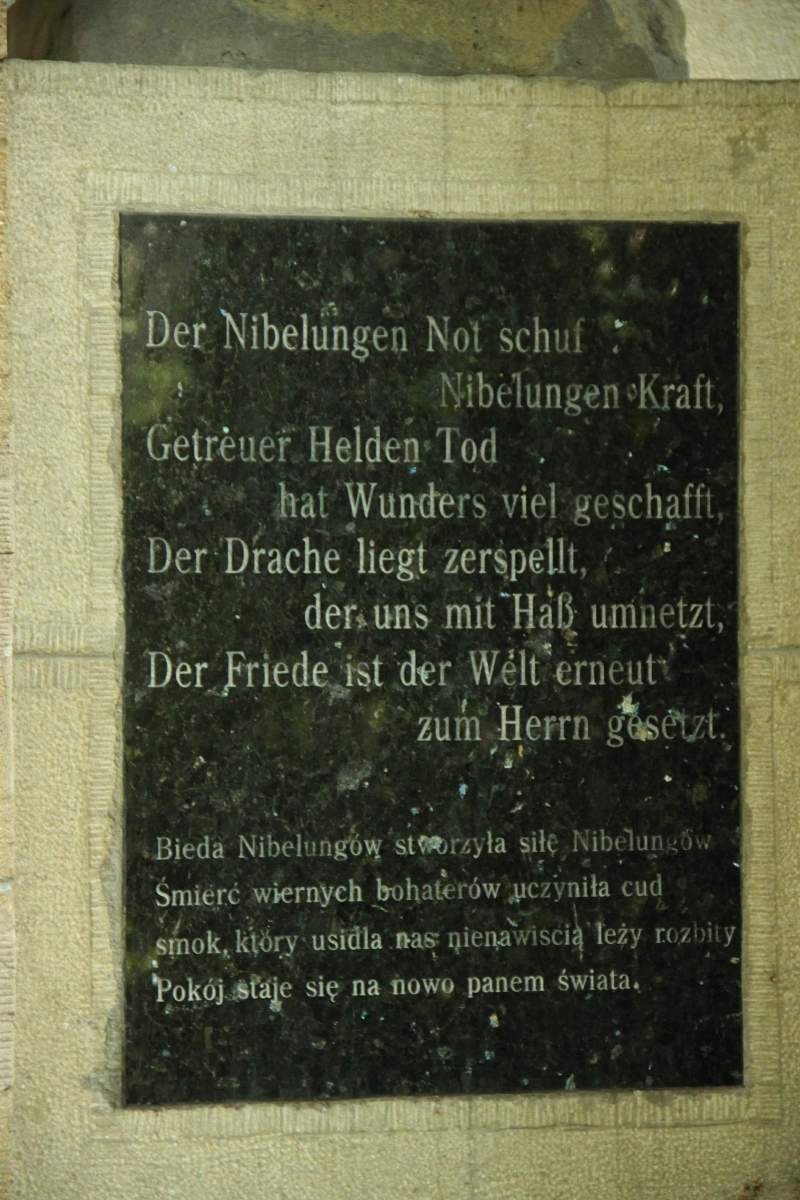 Der Nibelungen Not schuf
Nibelungen Kraft,
Getreuer Helden Tod
hat Wunders viel geschafft,
Der Drache liegt zerspellt,
der uns mit Haß umnetzt,
Der Friede ist der Welt erneut
zum Herrn gesetzt.
Bieda Nibelungów stworzyła siłę Nibelungów
Śmierć wiernych bohaterów uczyniła cud
smok, który usidla nas nienawiścią leży rozbity
Pokój staje się na nowo panem świata.